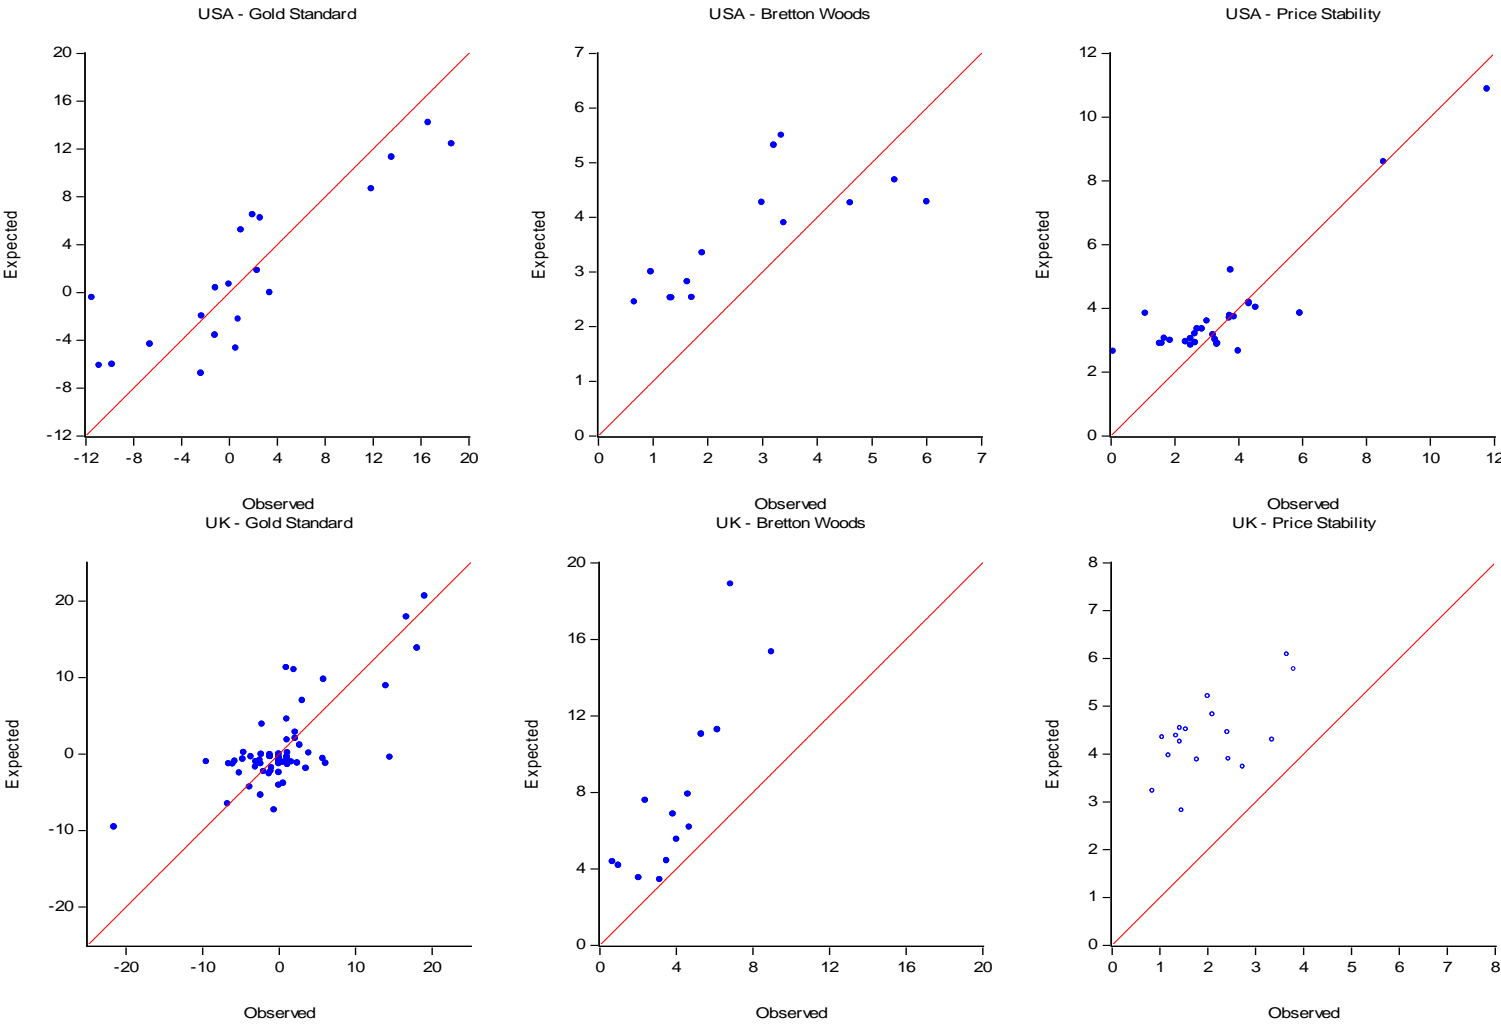 USA - Gold Standard
20
16
12
8
4
0
-4
-8
-12
-12 -8 -4 0 4 8 12 16 20
Expected
Observed
USA - Bretton Woods
7
6
5
4
3
2
1
0
0 1 2 3 4 5 6 7
Expected
Observed
USA - Price Stability
12
10
8
6
4
2
0
0 2 4 6 8 10 12
Expected
Observed
UK - Gold Standard
20
10
0
-10
-20
-20 -10 0 10 20
Expected
Observed
UK - Bretton Woods
20
16
12
8
4
0
0 4 8 12 16 20
Expected
Observed
UK - Price Stability
8
7
6
5
4
3
2
1
0
0 1 2 3 4 5 6 7 8
Expected
Observed